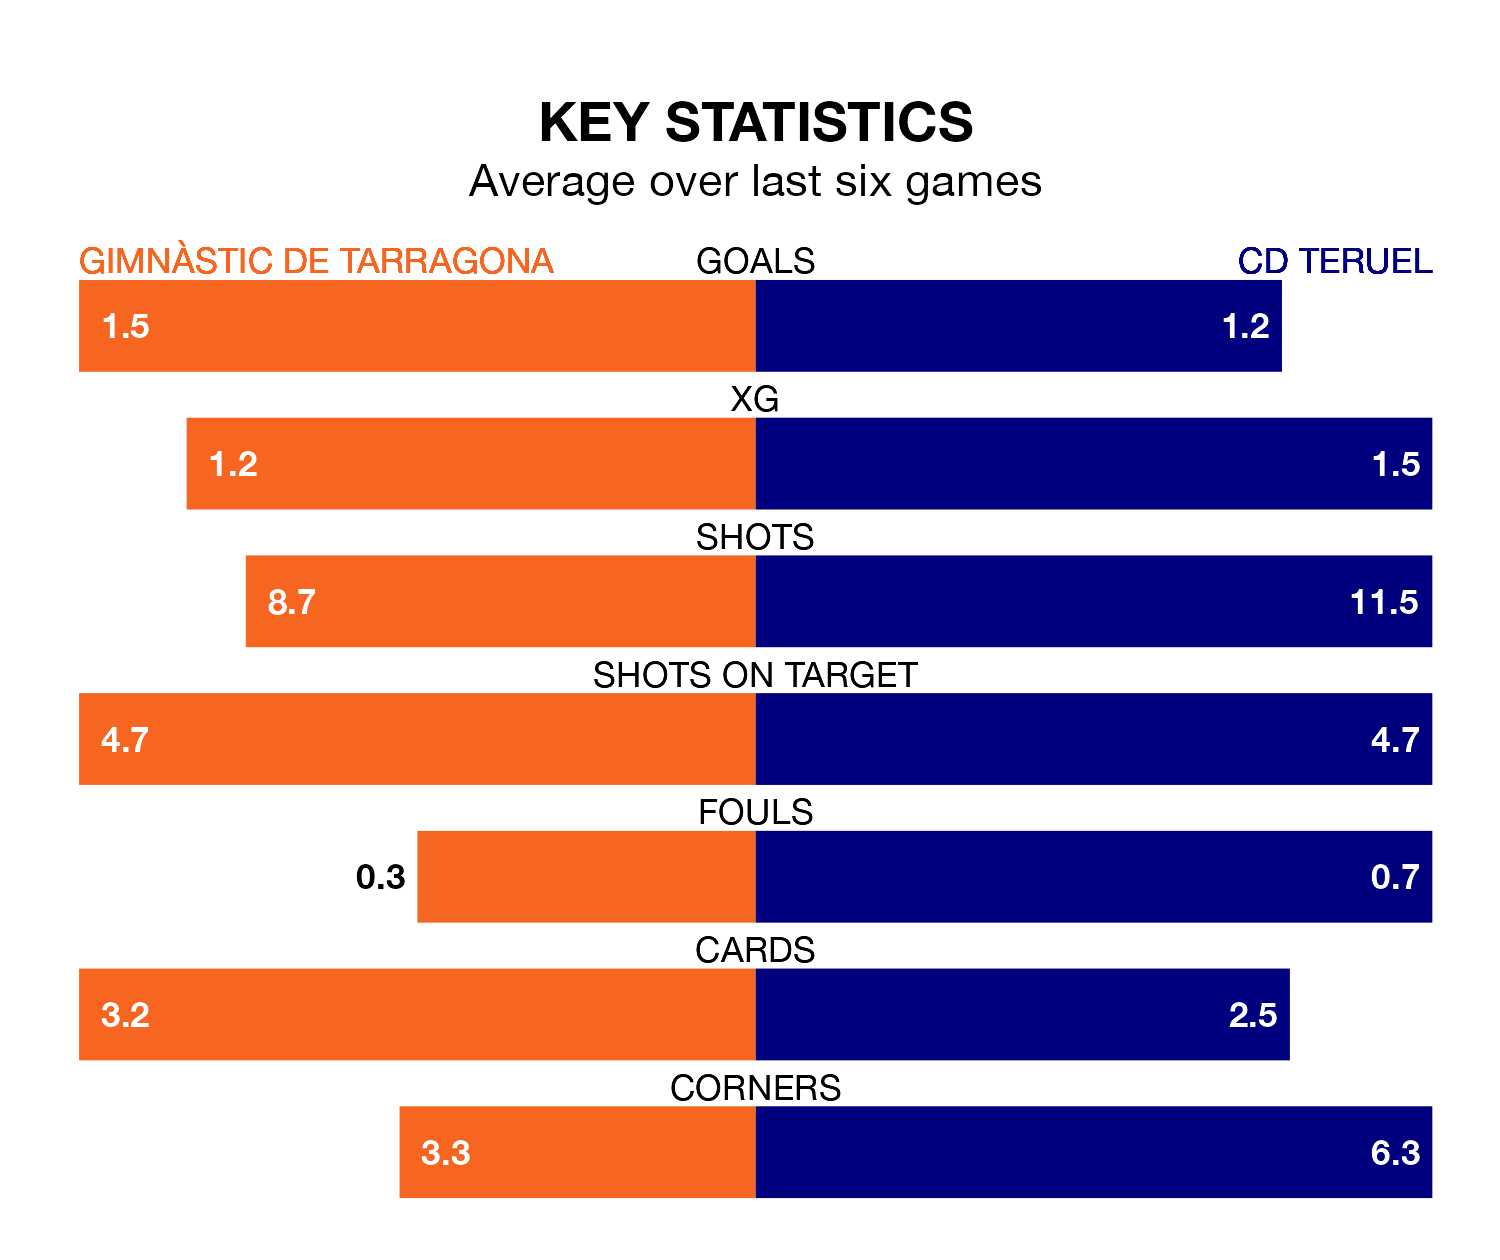 KEY STATISTICS
Average over last six games
GIMNÀSTIC DE TARRAGONA GOALS CD TERUEL
1.5 1.2
XG
1.2 1.5
SHOTS
8.7 11.5
SHOTS ON TARGET
4.7 4.7
FOULS
0.3 0.7
CARDS
3.2 2.5
CORNERS
3.3 6.3